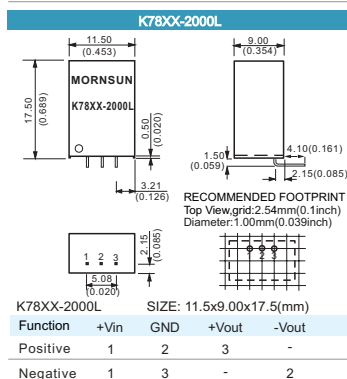 K78XX-2000L
11.50
(0.453)
9.00
(0.354)
17.50
(0.689)
MORNSUN
K78XX-2000L
0.50
(0.020)
3.21
(0.126)
1.50
(0.059)
4.10(0.161)
2.15(0.085)
RECOMMENDED FOOTPRINT
Top View,grid:2.54mm(0.1inch)
Diameter:1.00mm(0.039inch)
1 2 3
2.15
(0.085)
5.08
(0.020)
1 2 3
K78XX-2000L SIZE: 11.5x9.00x17.5(mm)
Function +Vin GND +Vout -Vout
Positive 1 2 3 -
Negative 1 3 - 2